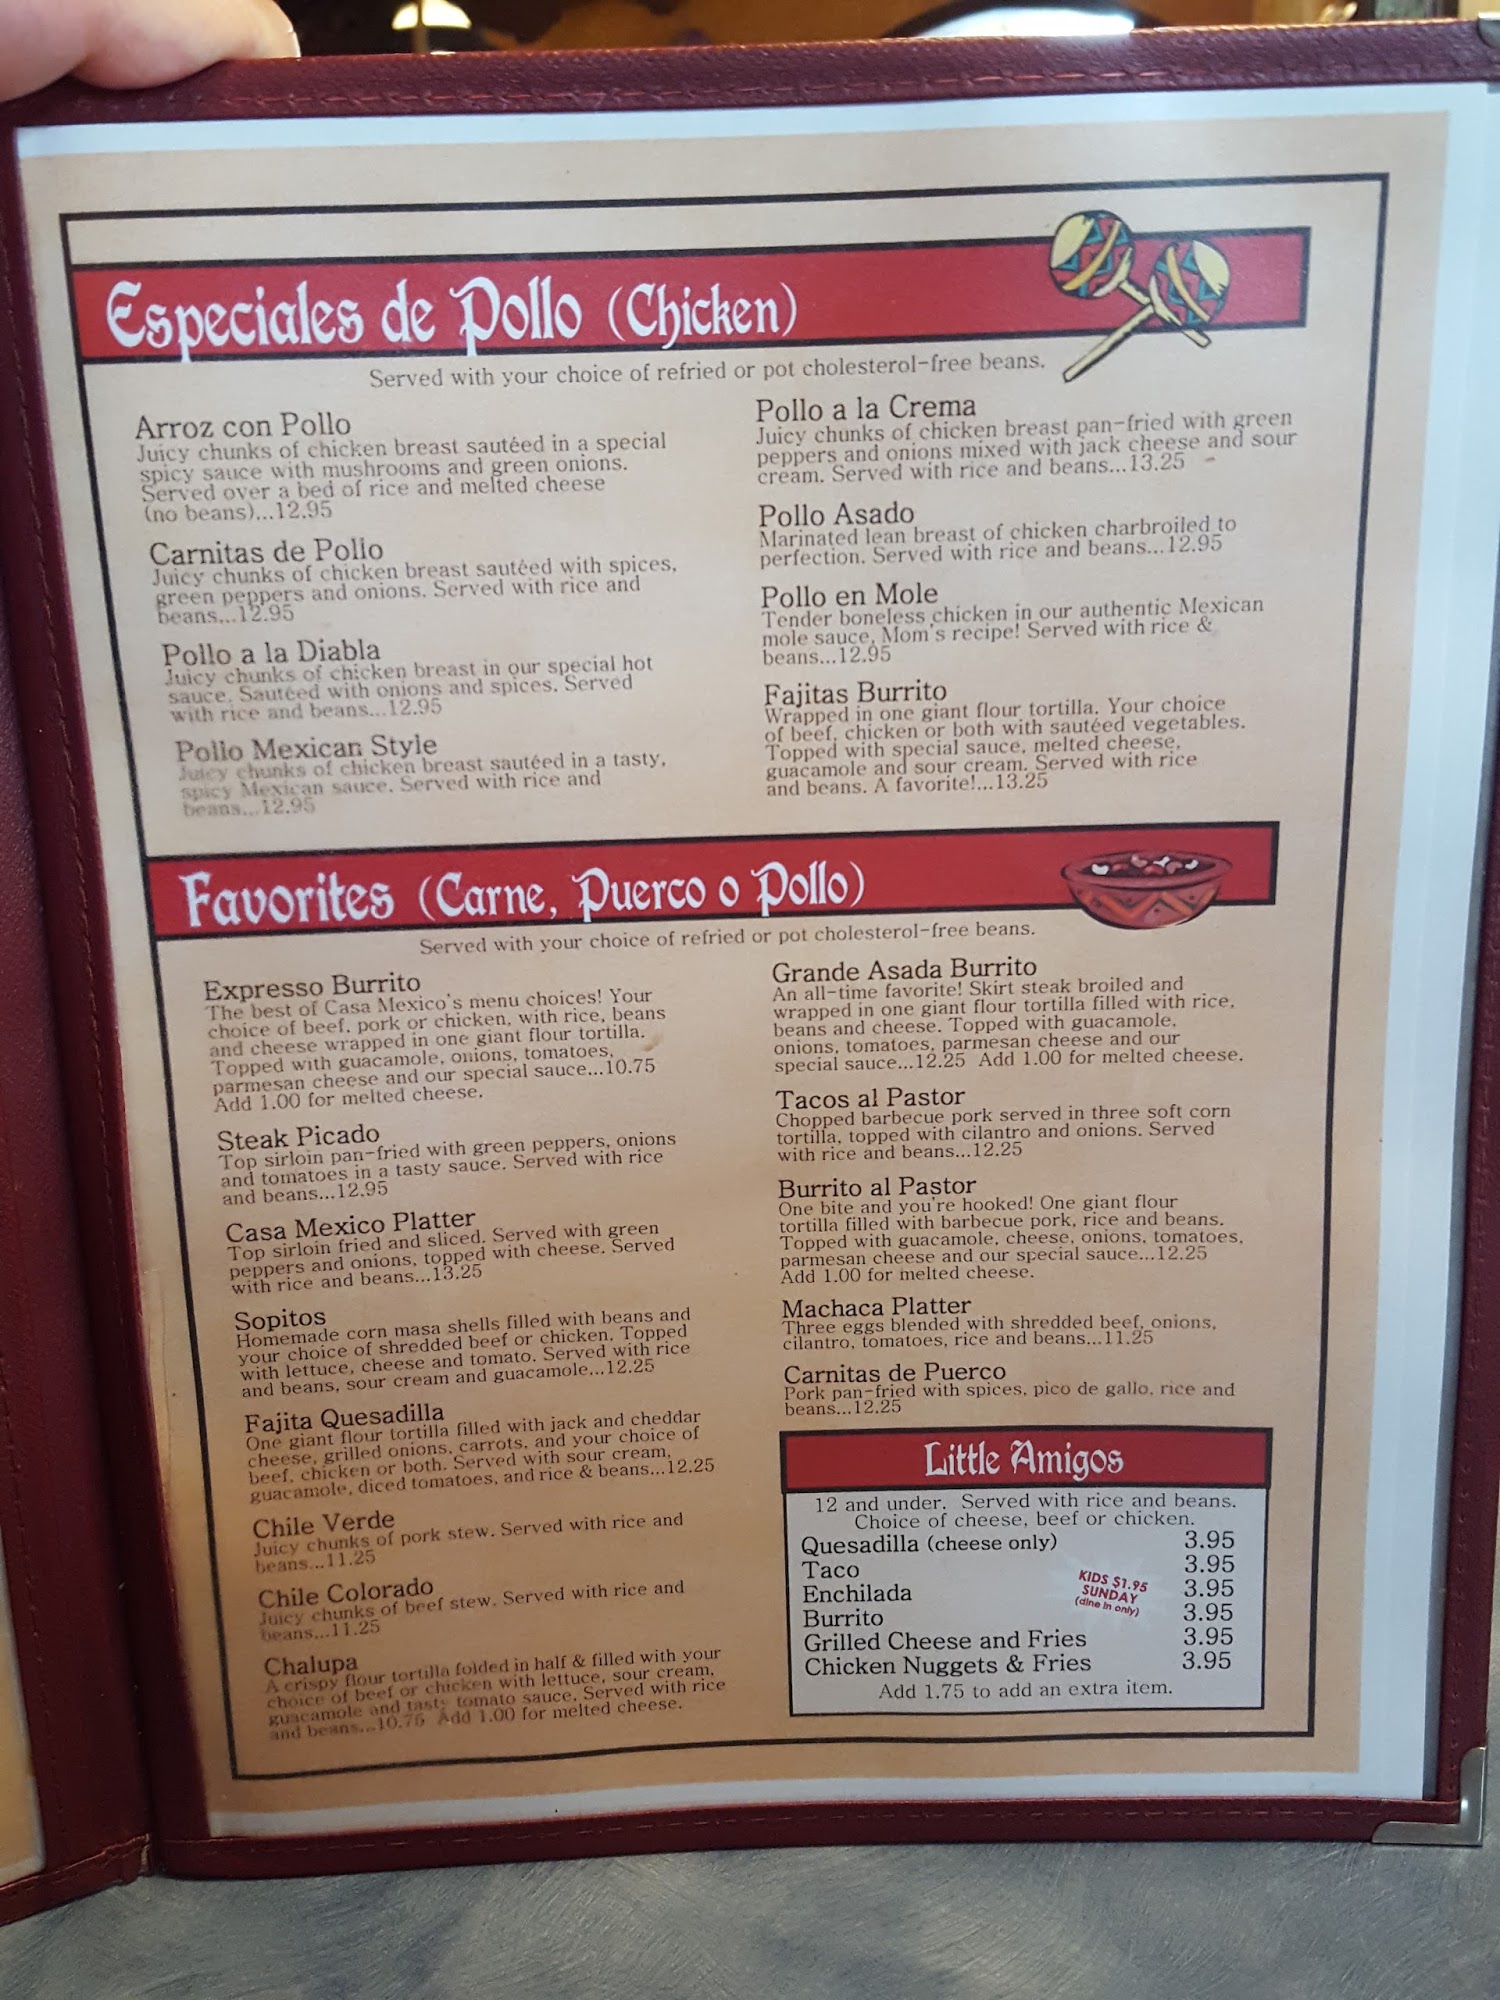 Especiales de Pollo (Chicken)
Served with your choice of refried or pot cholesterol-free beans.
Arroz con Pollo
Juicy chunks of chicken breast sautéed in a special
spicy sauce with mushrooms and green onions.
Served over a bed of rice and melted cheese
(no beans)...12.95
Carnitas de Pollo
Juicy chunks of chicken breast sautéed with spices,
green peppers and onions. Served with rice and
beans...12.95
Pollo a la Diabla
Juicy chunks of chicken breast in our special hot
sauce. Sautéed with onions and spices. Served
with rice and beans...12.95
Pollo Mexican Style
Juicy chunks of chicken breast sautéed in a tasty,
spicy Mexican sauce. Served with rice and
beans...12.95
Pollo a la Crema
Juicy chunks of chicken breast pan-fried with green
peppers and onions mixed with jack cheese and sour
cream. Served with rice and beans...13.25
Pollo Asado
Marinated lean breast of chicken charbroiled to
perfection. Served with rice and beans...12.95
Pollo en Mole
Tender boneless chicken in our authentic Mexican
mole sauce, Mom's recipe! Served with rice &
beans...12.95
Fajitas Burrito
Wrapped in one giant flour tortilla. Your choice
of beef, chicken or both with sautéed vegetables.
Topped with special sauce, melted cheese,
guacamole and sour cream. Served with rice
and beans. A favorite!...13.25
Favorites (Carne, Puerco o Pollo)
Served with your choice of refried or pot cholesterol-free beans.
Expresso Burrito
The best of Casa Mexico's menu choices! Your
choice of beef, pork or chicken, with rice, beans
and cheese wrapped in one giant flour tortilla.
Topped with guacamole, onions, tomatoes,
parmesan cheese and our special sauce...10.75
Add 1.00 for melted cheese.
Steak Picado
Top sirloin pan-fried with green peppers, onions
and tomatoes in a tasty sauce. Served with rice
and beans...12.95
Casa Mexico Platter
Top sirloin fried and sliced. Served with green
peppers and onions, topped with cheese. Served
with rice and beans...13.25
Sopitos
Homemade corn masa shells filled with beans and
your choice of shredded beef or chicken. Topped
with lettuce, cheese and tomato. Served with rice
and beans, sour cream and guacamole...12.25
Fajita Quesadilla
One giant flour tortilla filled with jack and cheddar
cheese, grilled onions, carrots, and your choice of
beef, chicken or both. Served with sour cream,
guacamole, diced tomatoes, and rice & beans...12.25
Chile Verde
Juicy chunks of pork stew. Served with rice and
beans...11.25
Chile Colorado
Juicy chunks of beef stew. Served with rice and
beans...11.25
Chalupa
A crispy flour tortilla folded in half & filled with your
choice of beef or chicken with lettuce, sour cream,
guacamole and tasty tomato sauce. Served with rice
and beans...10.75 Add 1.00 for melted cheese.
Grande Asada Burrito
An all-time favorite! Skirt steak broiled and
wrapped in one giant flour tortilla filled with rice,
beans and cheese. Topped with guacamole,
onions, tomatoes, parmesan cheese and our
special sauce...12.25 Add 1.00 for melted cheese.
Tacos al Pastor
Chopped barbecue pork served in three soft corn
tortilla, topped with cilantro and onions. Served
with rice and beans...12.25
Burrito al Pastor
One bite and you're hooked! One giant flour
tortilla filled with barbecue pork, rice and beans.
Topped with guacamole, cheese, onions, tomatoes,
parmesan cheese and our special sauce...12.25
Add 1.00 for melted cheese.
Machaca Platter
Three eggs blended with shredded beef, onions,
cilantro, tomatoes, rice and beans...11.25
Carnitas de Puerco
Pork pan-fried with spices, pico de gallo, rice and
beans...12.25
Little Amigos
12 and under. Served with rice and beans.
Choice of cheese, beef or chicken.
Quesadilla (cheese only) 3.95
Taco 3.95
Enchilada 3.95
Burrito 3.95
Grilled Cheese and Fries 3.95
Chicken Nuggets & Fries 3.95
KIDS $1.95
SUNDAY
(dine in only)
Add 1.75 to add an extra item.